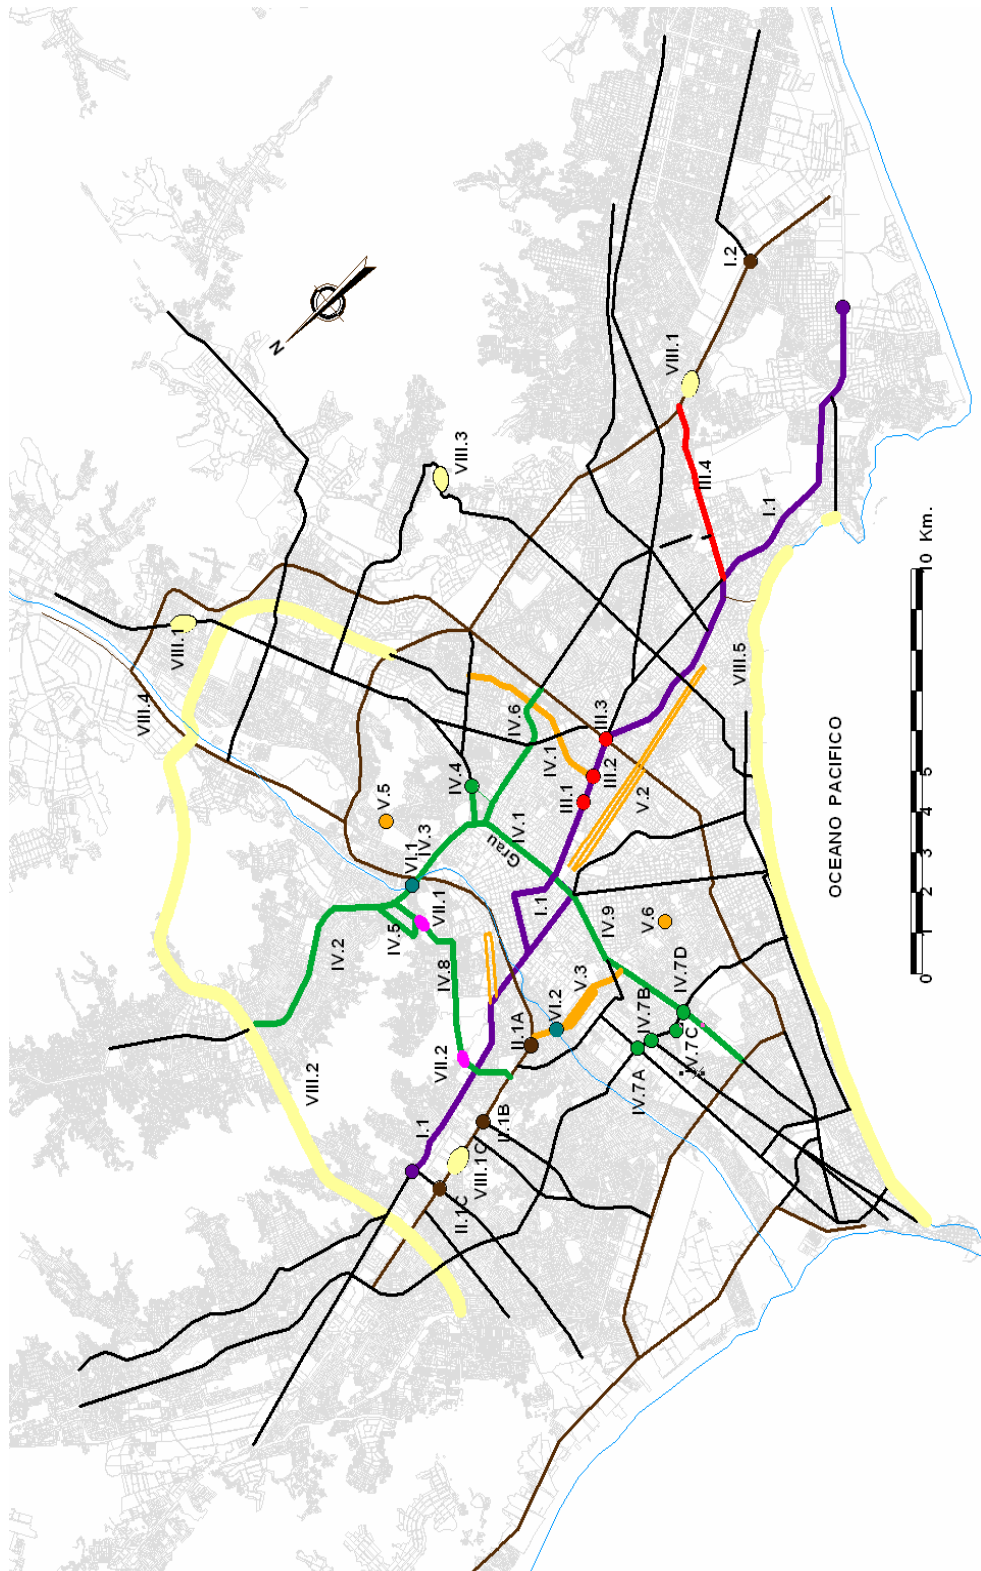 I.2
VIII.1
VIII.3
III.4
I.1
N
VIII.1
VIII.4
VIII.5
10 Km.
5
4
3
2
1
0
OCEANO PACIFICO
IV.6
III.3
III.2
III.1
IV.1
IV.4
V.2
V.5
IV.1
Grau
IV.3
VI.1
VII.1
I.1
IV.2
IV.5
IV.8
IV.9
V.6
V.3
IV.7D
IV.7B
VI.2
II.1A
IV.7C
IV.7A
VII.2
VIII.2
I.1
II.1B
VIII.1C
II.1C